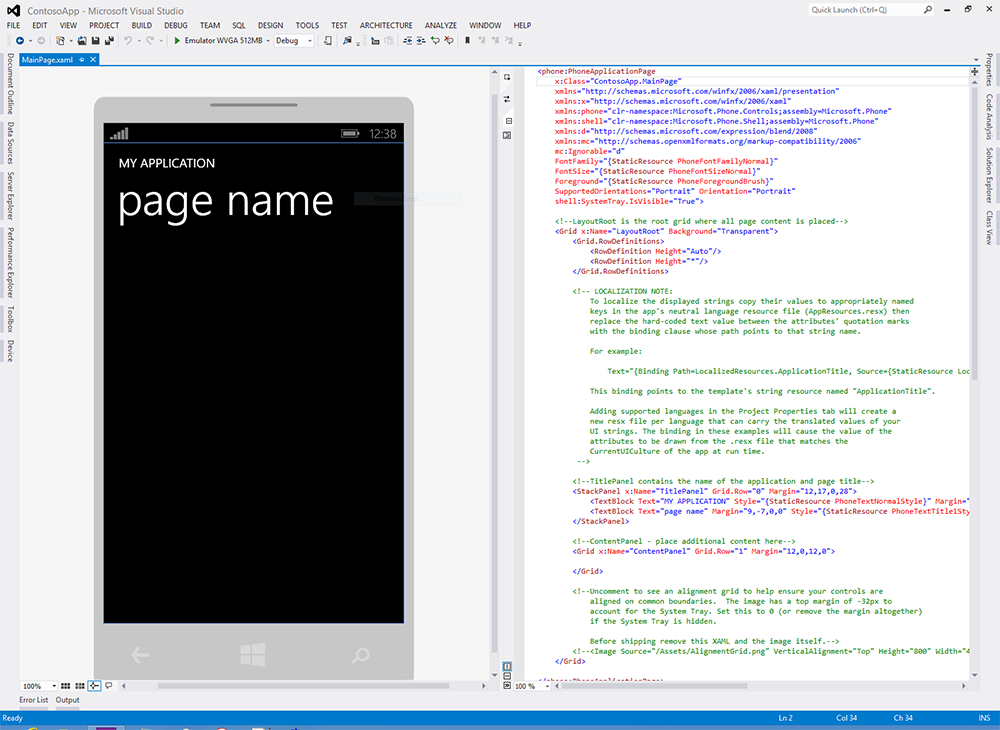 ContosoApp - Microsoft Visual Studio
Quick Launch (Ctrl+Q)
FILE EDIT VIEW PROJECT BUILD DEBUG TEAM SQL DESIGN TOOLS TEST ARCHITECTURE ANALYZE WINDOW HELP
Emulator WVGA 512MB Debug
MainPage.xaml
Document Outline
Data Sources
Server Explorer
Performance Explorer
Toolbox
Device
12:38
MY APPLICATION
page name
<phone:PhoneApplicationPage
x:Class="ContosoApp.MainPage"
xmlns="http://schemas.microsoft.com/winfx/2006/xaml/presentation"
xmlns:x="http://schemas.microsoft.com/winfx/2006/xaml"
xmlns:phone="clr-namespace:Microsoft.Phone.Controls;assembly=Microsoft.Phone"
xmlns:shell="clr-namespace:Microsoft.Phone.Shell;assembly=Microsoft.Phone"
xmlns:d="http://schemas.microsoft.com/expression/blend/2008"
xmlns:mc="http://schemas.openxmlformats.org/markup-compatibility/2006"
mc:Ignorable="d"
FontFamily="{StaticResource PhoneFontFamilyNormal}"
FontSize="{StaticResource PhoneFontSizeNormal}"
Foreground="{StaticResource PhoneForegroundBrush}"
SupportedOrientations="Portrait" Orientation="Portrait"
shell:SystemTray.IsVisible="True">
<!--LayoutRoot is the root grid where all page content is placed-->
<Grid x:Name="LayoutRoot" Background="Transparent">
<Grid.RowDefinitions>
<RowDefinition Height="Auto"/>
<RowDefinition Height="*"/>
</Grid.RowDefinitions>
<!-- LOCALIZATION NOTE:
To localize the displayed strings copy their values to appropriately named
keys in the app's neutral language resource file (AppResources.resx) then
replace the hard-coded text value between the attributes' quotation marks
with the binding clause whose path points to that string name.
For example:
Text="{Binding Path=LocalizedResources.ApplicationTitle, Source={StaticResource Loc
This binding points to the template's string resource named "ApplicationTitle".
Adding supported languages in the Project Properties tab will create a
new resx file per language that can carry the translated values of your
UI strings. The binding in these examples will cause the value of the
attributes to be drawn from the .resx file that matches the
CurrentUICulture of the app at run time.
-->
<!--TitlePanel contains the name of the application and page title-->
<StackPanel x:Name="TitlePanel" Grid.Row="0" Margin="12,17,0,28">
<TextBlock Text="MY APPLICATION" Style="{StaticResource PhoneTextNormalStyle}" Margin="
<TextBlock Text="page name" Margin="9,-7,0,0" Style="{StaticResource PhoneTextTitle1Sty
</StackPanel>
<!--ContentPanel - place additional content here-->
<Grid x:Name="ContentPanel" Grid.Row="1" Margin="12,0,12,0">
</Grid>
<!--Uncomment to see an alignment grid to help ensure your controls are
aligned on common boundaries.  The image has a top margin of -32px to
account for the System Tray. Set this to 0 (or remove the margin altogether)
if the System Tray is hidden.
Before shipping remove this XAML and the image itself.-->
<!--<Image Source="/Assets/AlignmentGrid.png" VerticalAlignment="Top" Height="800" Width="4
</Grid>
</phone:PhoneApplicationPage>
Properties
Code Analysis
Solution Explorer
Class View
100%
100 %
Error List Output
Ready
Ln 2 Col 34 Ch 34 INS